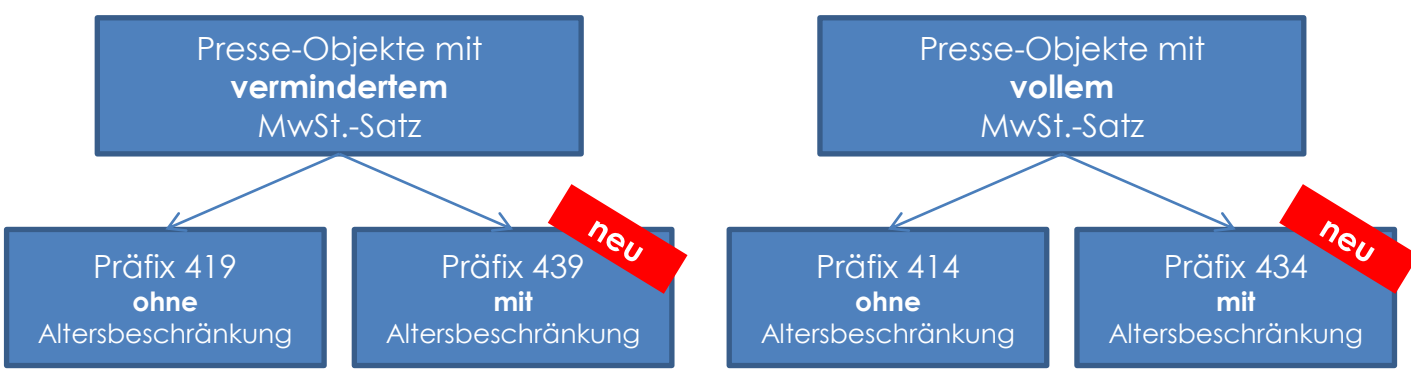 Presse-Objekte mit
vermindertem
MwSt.-Satz
Presse-Objekte mit
vollem
MwSt.-Satz
neu
Präfix 419
ohne
Altersbeschränkung
Präfix 439
mit
Altersbeschränkung
neu
Präfix 414
ohne
Altersbeschränkung
Präfix 434
mit
Altersbeschränkung